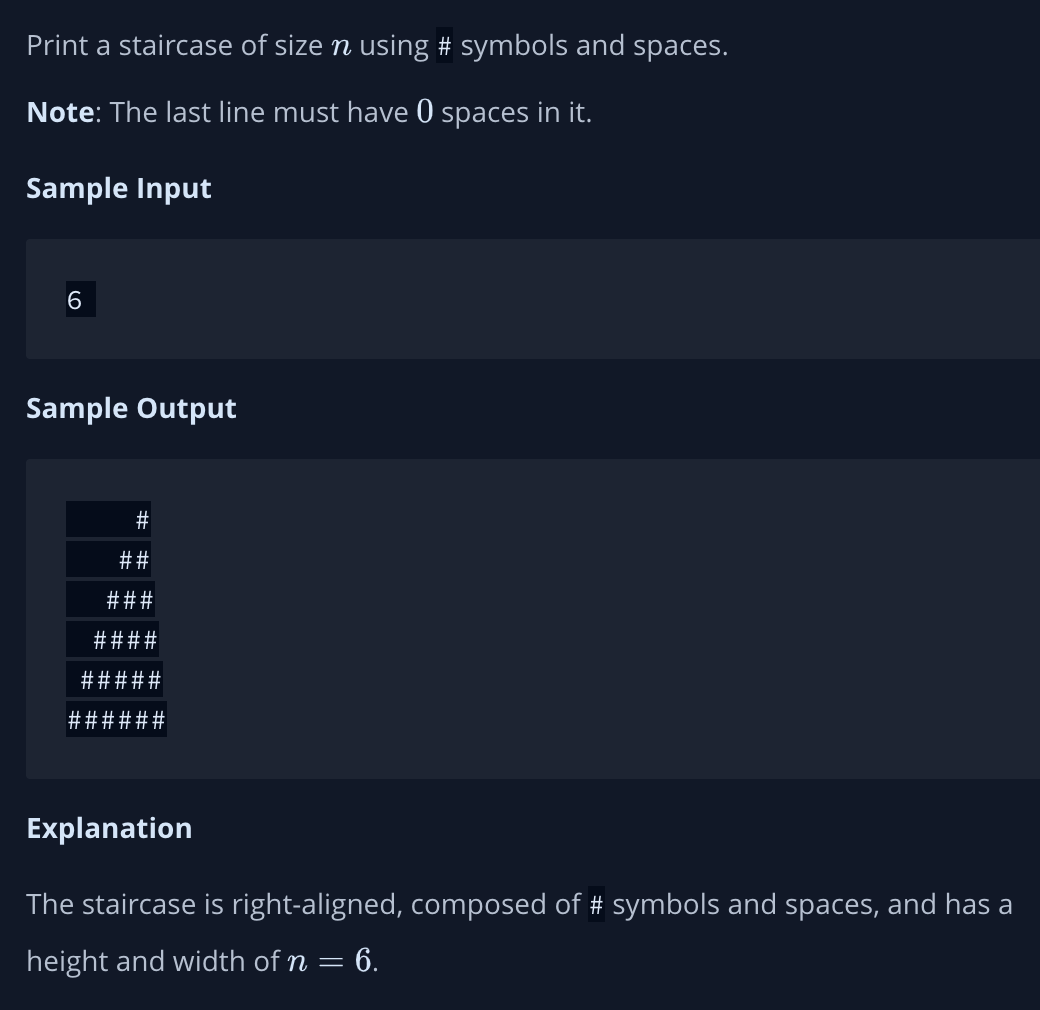 Print a staircase of size n using # symbols and spaces.
Note: The last line must have 0 spaces in it.
Sample Input
6
Sample Output
     #
    ##
   ###
  ####
 #####
######
Explanation
The staircase is right-aligned, composed of # symbols and spaces, and has a
height and width of n = 6.